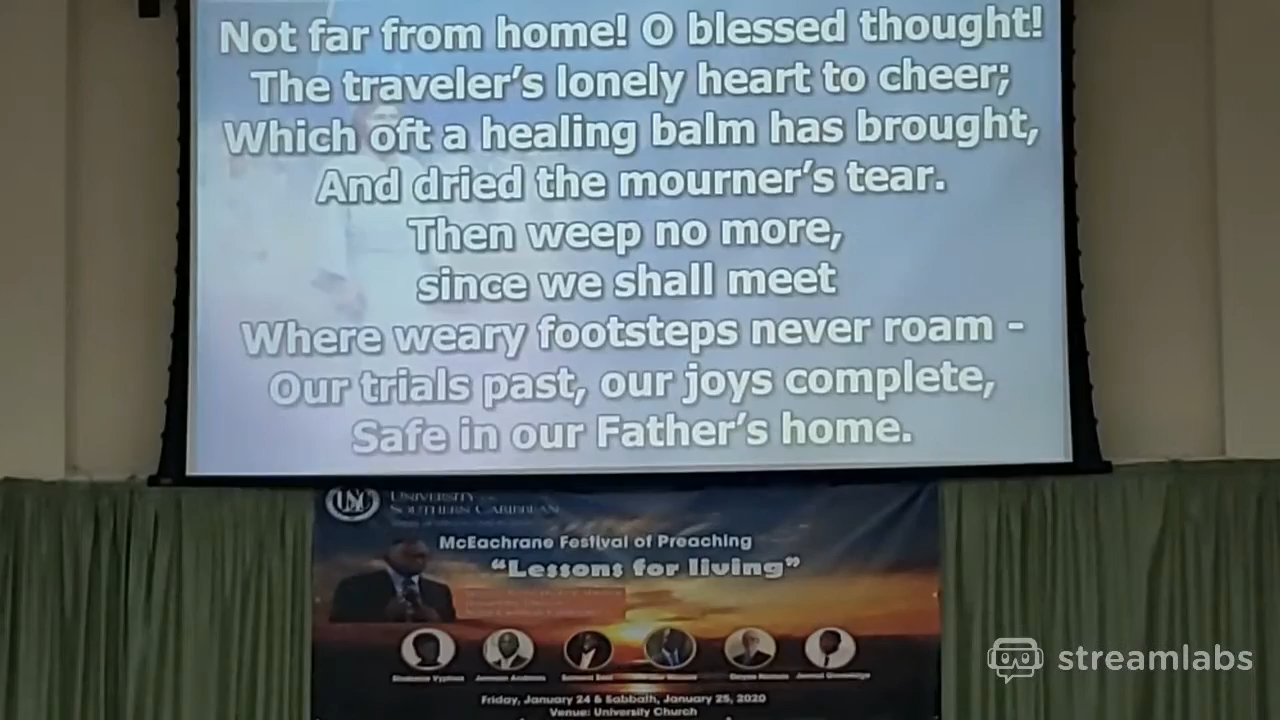 Not far from home! O blessed thought!
The traveler's lonely heart to cheer;
Which oft a healing balm has brought,
And dried the mourner's tear.
Then weep no more,
since we shall meet
Where weary footsteps never roam -
Our trials past, our joys complete,
Safe in our Father's home.
USC
UNIVERSITY
SOUTHERN CARIBBEAN
McEachrane Festival of Preaching
"Lessons for living"
Friday, January 24 & Sabbath, January 25, 2020
Venue: University Church
streamlabs